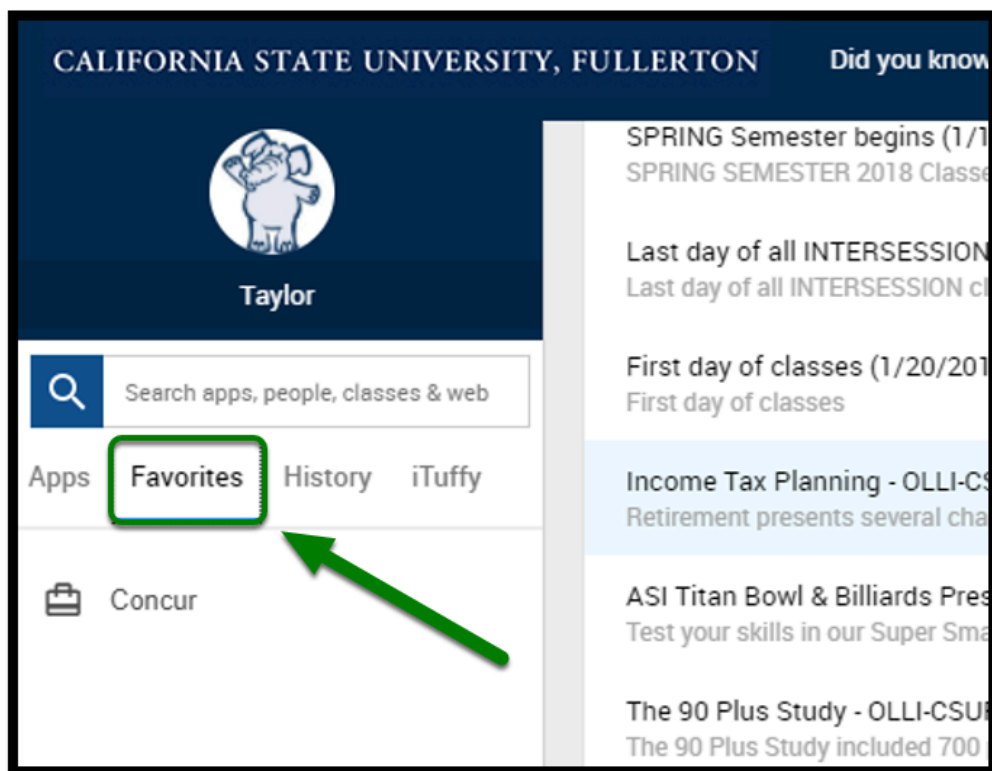 CALIFORNIA STATE UNIVERSITY, FULLERTON
Did you know
Taylor
Search apps, people, classes & web
Apps
Favorites
History
iTuffy
Concur
SPRING Semester begins (1/1
SPRING SEMESTER 2018 Classe
Last day of all INTERSESSION
Last day of all INTERSESSION cl
First day of classes (1/20/201
First day of classes
Income Tax Planning - OLLI-CS
Retirement presents several cha
ASI Titan Bowl & Billiards Pres
Test your skills in our Super Sma
The 90 Plus Study - OLLI-CSUF
The 90 Plus Study included 700